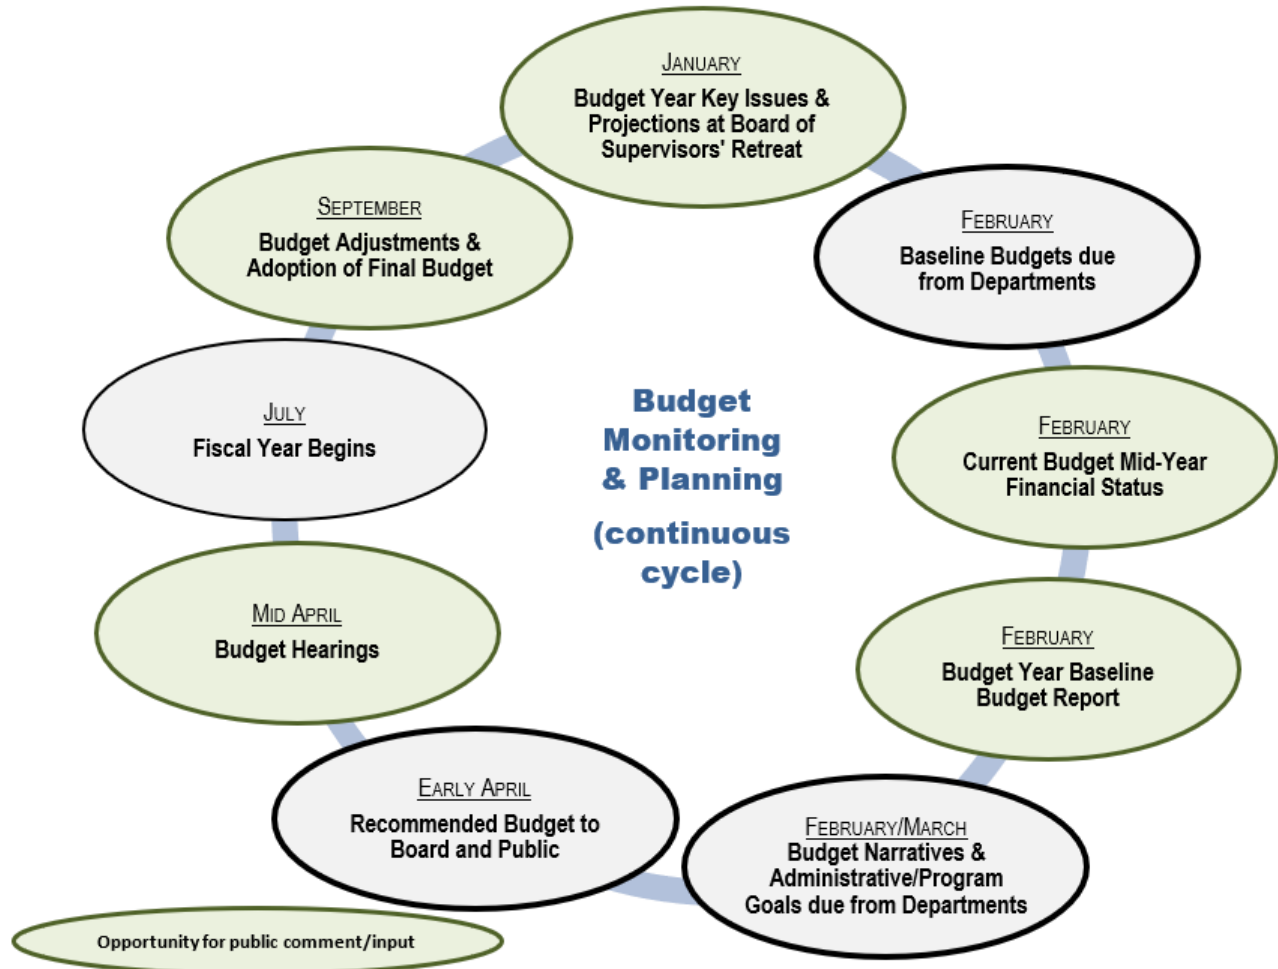 JANUARY
Budget Year Key Issues &
Projections at Board of
Supervisors' Retreat
FEBRUARY
Baseline Budgets due
from Departments
FEBRUARY
Current Budget Mid-Year
Financial Status
FEBRUARY
Budget Year Baseline
Budget Report
FEBRUARY/MARCH
Budget Narratives &
Administrative/Program
Goals due from Departments
EARLY APRIL
Recommended Budget to
Board and Public
MID APRIL
Budget Hearings
JULY
Fiscal Year Begins
SEPTEMBER
Budget Adjustments &
Adoption of Final Budget
Budget
Monitoring
& Planning
(continuous
cycle)
Opportunity for public comment/input